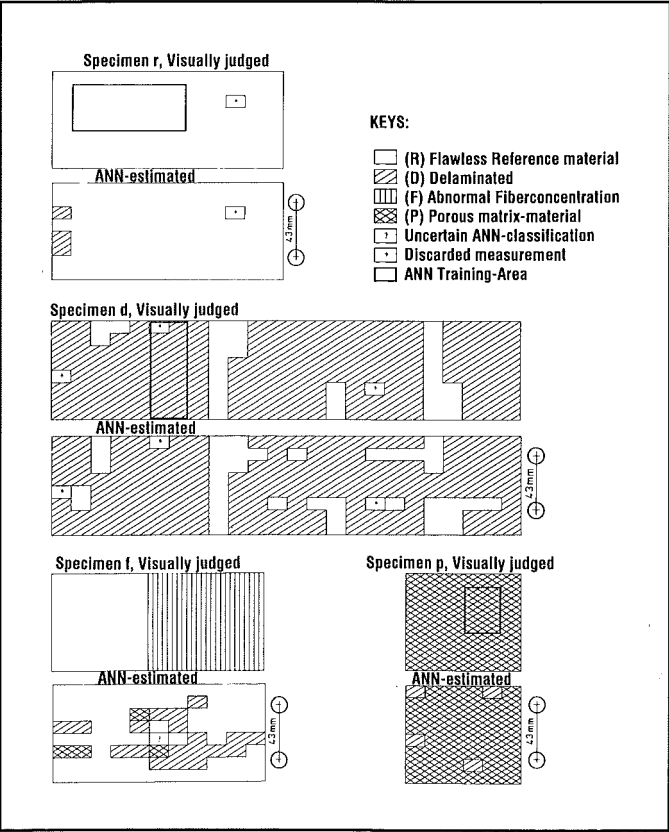 Specimen r, Visually judged
ANN-estimated
43mm
KEYS:
(R) Flawless Reference material
(D) Delaminated
(F) Abnormal Fiberconcentration
(P) Porous matrix-material
? Uncertain ANN-classification
Discarded measurement
ANN Training-Area
Specimen d, Visually judged
ANN-estimated
43mm
Specimen f, Visually judged
ANN-estimated
?
43mm
Specimen p, Visually judged
ANN-estimated
43mm